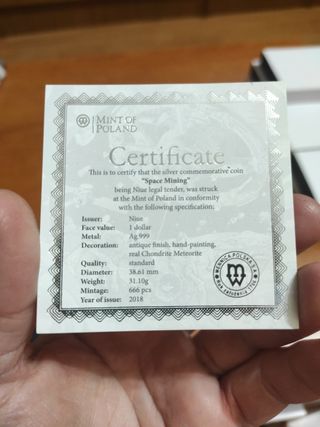 MINT OF
POLAND
Certificate
This is to certify that the silver commemorative coin
"Space Mining"
being Niue legal tender, was struck
at the Mint of Poland in conformity
with the following specification:
Issuer: Niue
Face value: 1 dollar
Metal: Ag 999
Decoration: antique finish, hand-painting,
real Chondrite Meteorite
Quality: standard
Diameter: 38.61 mm
Weight: 31.10g
Mintage: 666 pcs
Year of issue: 2018
MENNICA POLSKA S.A.